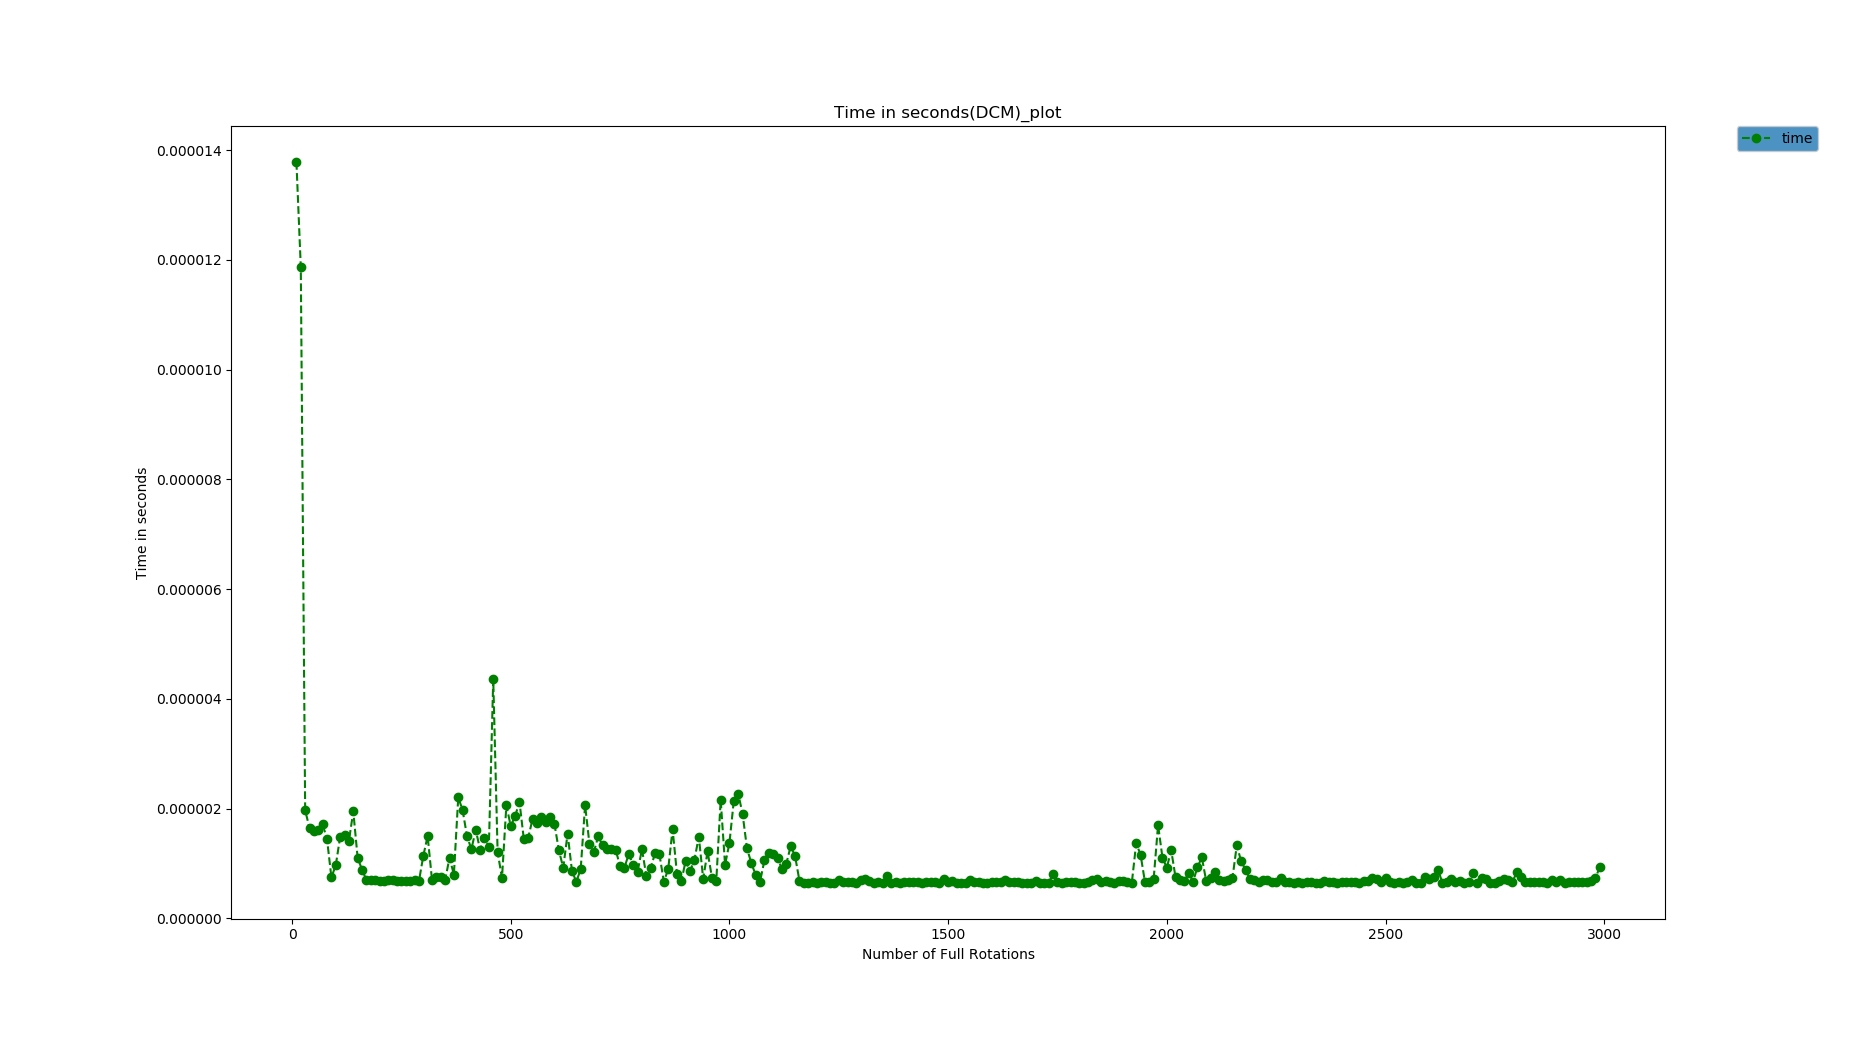 Time in seconds(DCM)_plot
time
0.000014
0.000012
0.000010
0.000008
0.000006
0.000004
0.000002
0.000000
Time in seconds
0 500 1000 1500 2000 2500 3000
Number of Full Rotations